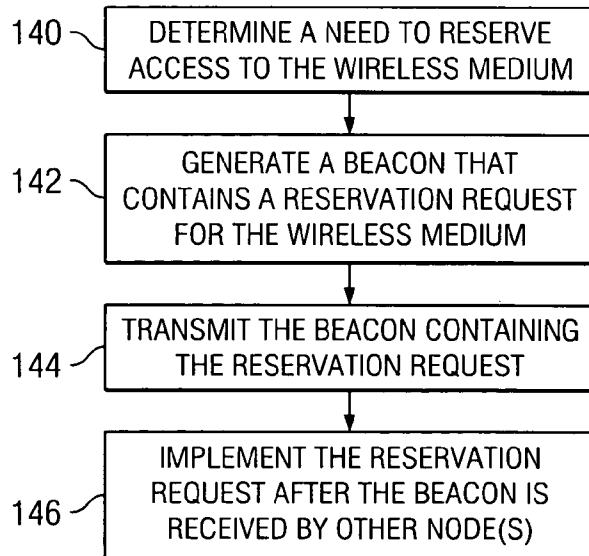 140
DETERMINE A NEED TO RESERVE
ACCESS TO THE WIRELESS MEDIUM
142
GENERATE A BEACON THAT
CONTAINS A RESERVATION REQUEST
FOR THE WIRELESS MEDIUM
144
TRANSMIT THE BEACON CONTAINING
THE RESERVATION REQUEST
146
IMPLEMENT THE RESERVATION
REQUEST AFTER THE BEACON IS
RECEIVED BY OTHER NODE(S)